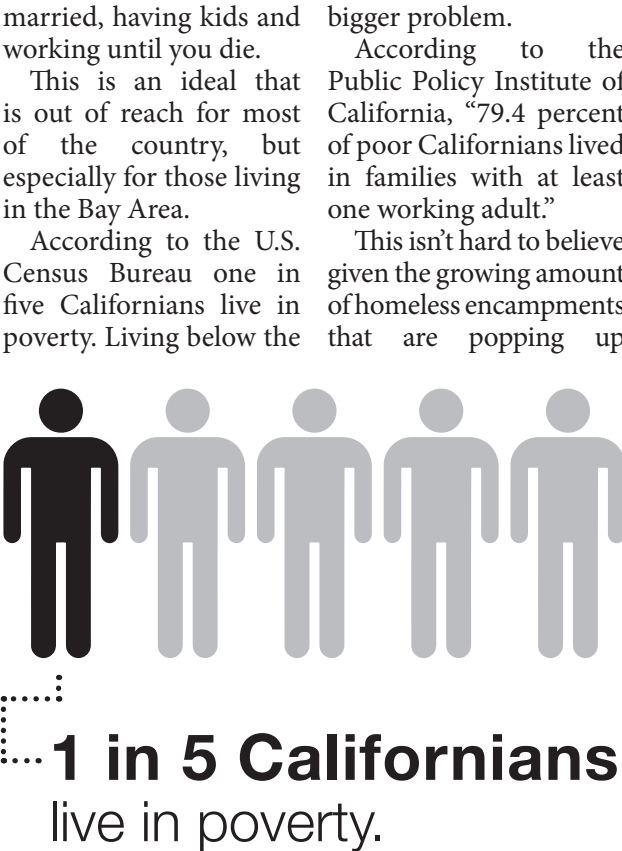 married, having kids and
working until you die.
This is an ideal that
is out of reach for most
of the country, but
especially for those living
in the Bay Area.
According to the U.S.
Census Bureau one in
five Californians live in
poverty. Living below the
bigger problem.
According to the
Public Policy Institute of
California, “79.4 percent
of poor Californians lived
in families with at least
one working adult.”
This isn’t hard to believe
given the growing amount
of homeless encampments
that are popping up
1 in 5 Californians
live in poverty.